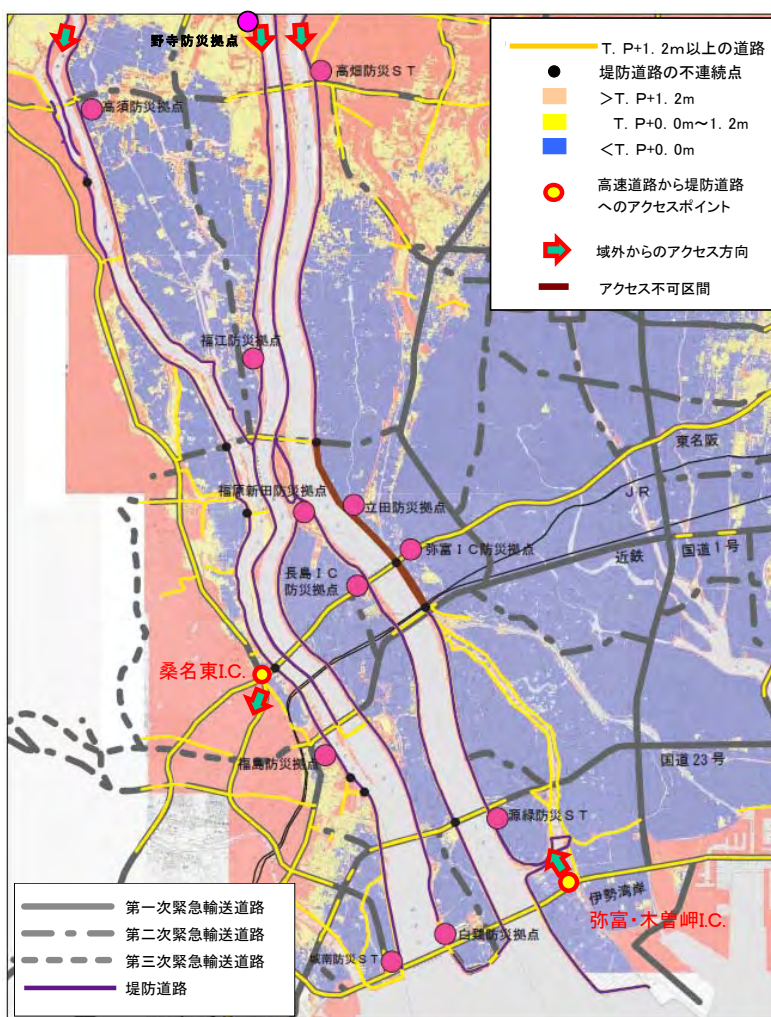 野寺防災拠点
高畑防災ST
高須防災拠点
T. P+1. 2m以上の道路
堤防道路の不連続点
>T. P+1. 2m
T. P+0. 0m~1. 2m
<T. P+0. 0m
高速道路から堤防道路
へのアクセスポイント
域外からのアクセス方向
アクセス不可区間
福江防災拠点
東名阪
福原新田防災拠点
立田防災拠点
JR
弥富IC防災拠点
近鉄
国道1号
長島IC
防災拠点
桑名東I.C.
福島防災拠点
国道23号
源緑防災ST
伊勢湾岸
弥富・木曽岬I.C.
白鶏防災拠点
城南防災ST
第一次緊急輸送道路
第二次緊急輸送道路
第三次緊急輸送道路
堤防道路